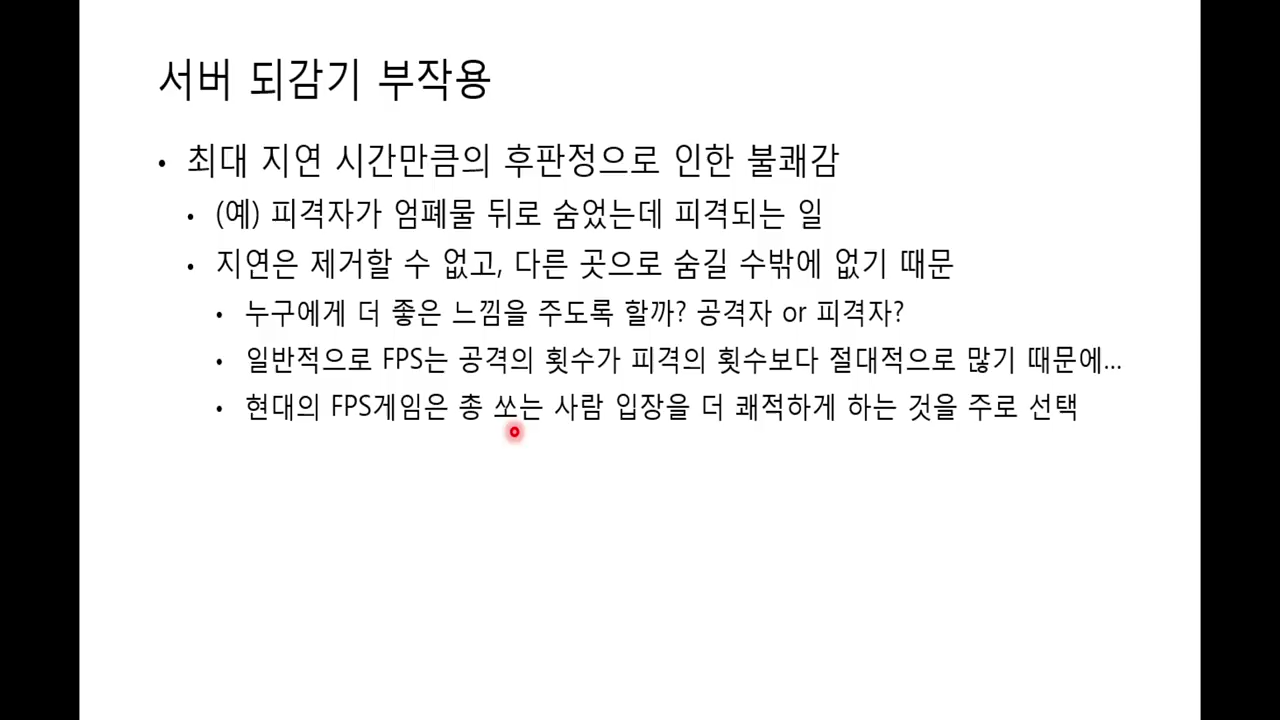 서버 되감기 부작용
• 최대 지연 시간만큼의 후판정으로 인한 불쾌감
• (예) 피격자가 엄폐물 뒤로 숨었는데 피격되는 일
• 지연은 제거할 수 없고, 다른 곳으로 숨길 수밖에 없기 때문
• 누구에게 더 좋은 느낌을 주도록 할까? 공격자 or 피격자?
• 일반적으로 FPS는 공격의 횟수가 피격의 횟수보다 절대적으로 많기 때문에...
• 현대의 FPS게임은 총 쏘는 사람 입장을 더 쾌적하게 하는 것을 주로 선택